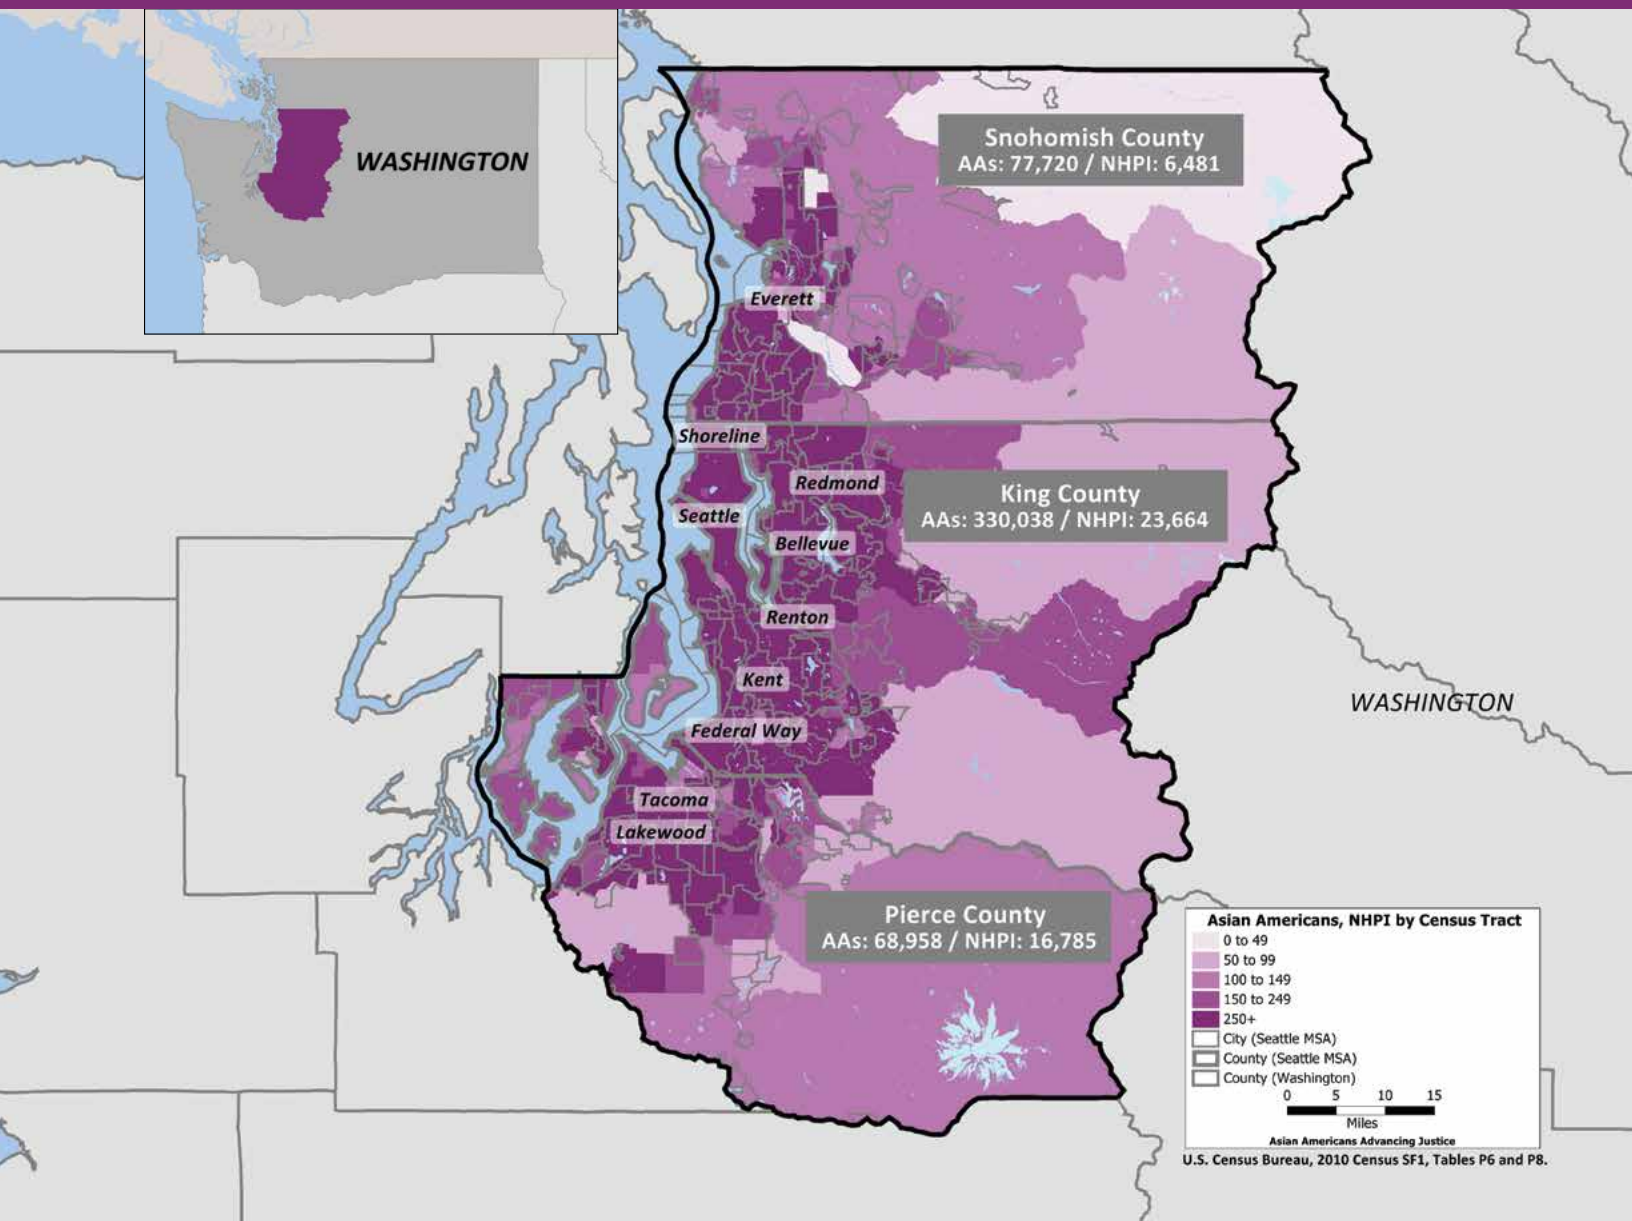 WASHINGTON
Snohomish County
AAs: 77,720 / NHPI: 6,481
Everett
Shoreline
Redmond
King County
AAs: 330,038 / NHPI: 23,664
Seattle
Bellevue
Renton
Kent
WASHINGTON
Federal Way
Tacoma
Lakewood
Pierce County
AAs: 68,958 / NHPI: 16,785
Asian Americans, NHPI by Census Tract
0 to 49
50 to 99
100 to 149
150 to 249
250+
City (Seattle MSA)
County (Seattle MSA)
County (Washington)
0 5 10 15
Miles
Asian Americans Advancing Justice
U.S. Census Bureau, 2010 Census SF1, Tables P6 and P8.